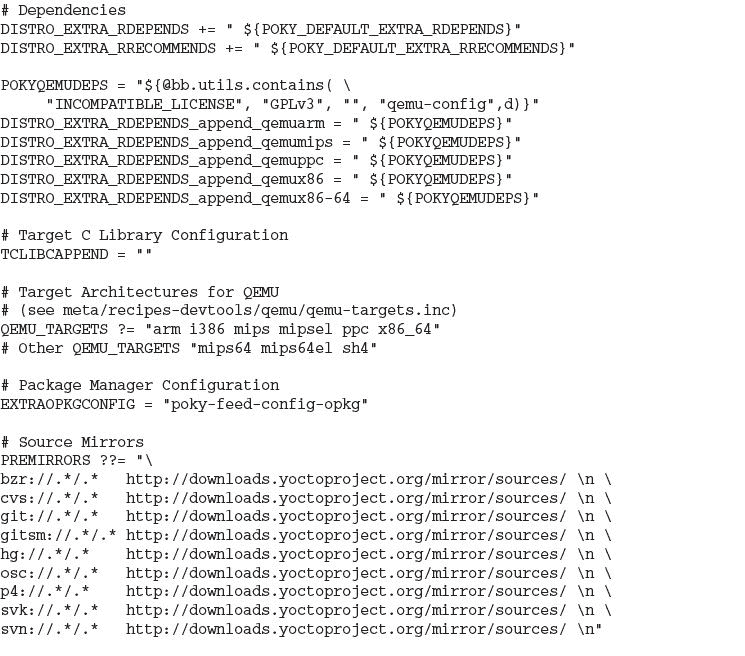 # Dependencies
DISTRO_EXTRA_RDEPENDS += " ${POKY_DEFAULT_EXTRA_RDEPENDS}"
DISTRO_EXTRA_RRECOMMENDS += " ${POKY_DEFAULT_EXTRA_RRECOMMENDS}"

POKYQEMUDEPS = "${@bb.utils.contains( \
     "INCOMPATIBLE_LICENSE", "GPLv3", "", "qemu-config",d)}"
DISTRO_EXTRA_RDEPENDS_append_qemuarm = " ${POKYQEMUDEPS}"
DISTRO_EXTRA_RDEPENDS_append_qemumips = " ${POKYQEMUDEPS}"
DISTRO_EXTRA_RDEPENDS_append_qemuppc = " ${POKYQEMUDEPS}"
DISTRO_EXTRA_RDEPENDS_append_qemux86 = " ${POKYQEMUDEPS}"
DISTRO_EXTRA_RDEPENDS_append_qemux86-64 = " ${POKYQEMUDEPS}"

# Target C Library Configuration
TCLIBCAPPEND = ""

# Target Architectures for QEMU
# (see meta/recipes-devtools/qemu/qemu-targets.inc)
QEMU_TARGETS ?= "arm i386 mips mipsel ppc x86_64"
# Other QEMU_TARGETS "mips64 mips64el sh4"

# Package Manager Configuration
EXTRAOPKGCONFIG = "poky-feed-config-opkg"

# Source Mirrors
PREMIRRORS ??= "\
bzr://.*/.*   http://downloads.yoctoproject.org/mirror/sources/ \n \
cvs://.*/.*   http://downloads.yoctoproject.org/mirror/sources/ \n \
git://.*/.*   http://downloads.yoctoproject.org/mirror/sources/ \n \
gitsm://.*/.* http://downloads.yoctoproject.org/mirror/sources/ \n \
hg://.*/.*    http://downloads.yoctoproject.org/mirror/sources/ \n \
osc://.*/.*   http://downloads.yoctoproject.org/mirror/sources/ \n \
p4://.*/.*    http://downloads.yoctoproject.org/mirror/sources/ \n \
svk://.*/.*   http://downloads.yoctoproject.org/mirror/sources/ \n \
svn://.*/.*   http://downloads.yoctoproject.org/mirror/sources/ \n"